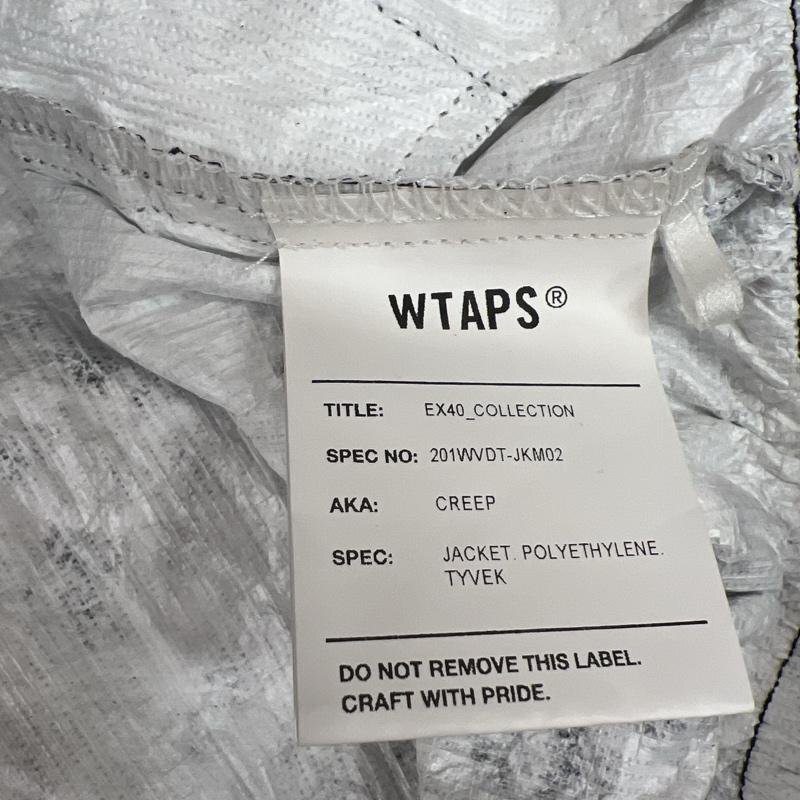 WTAPS®
TITLE: EX40_COLLECTION
SPEC NO: 201WVDT-JKM02
AKA: CREEP
SPEC: JACKET. POLYETHYLENE.
TYVEK
DO NOT REMOVE THIS LABEL.
CRAFT WITH PRIDE.